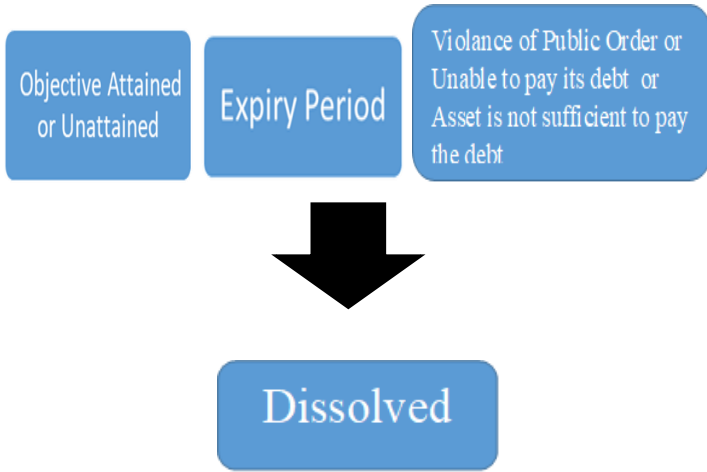 Objective Attained
or Unattained
Expiry Period
Violance of Public Order or
Unable to pay its debt or
Asset is not sufficient to pay
the debt
Dissolved